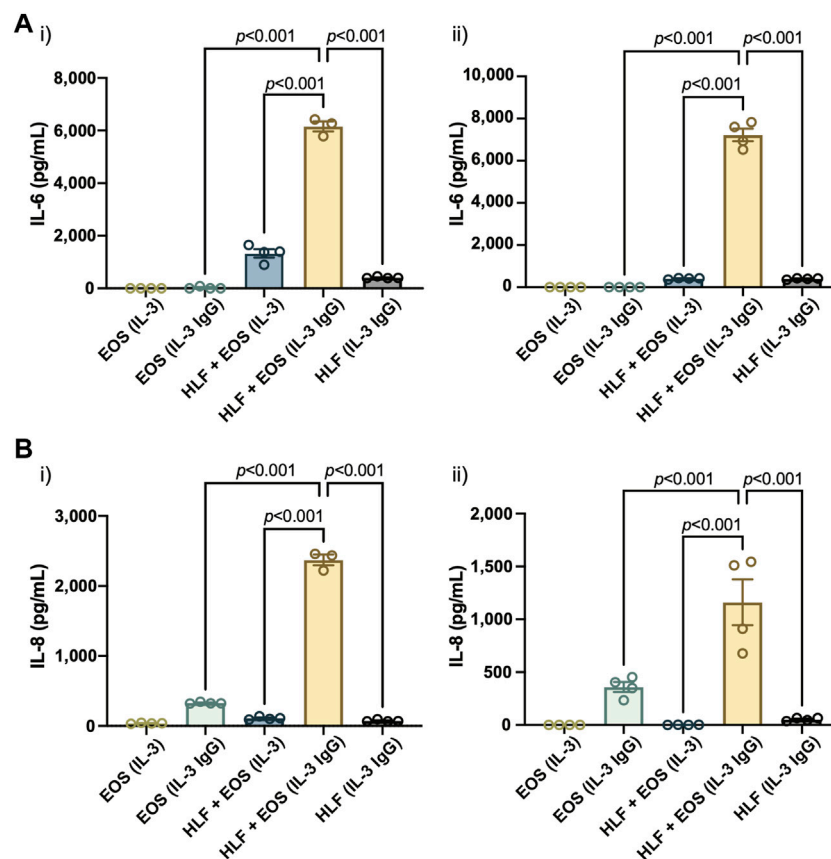 A
i)
p<0.001
p<0.001
p<0.001
8,000
6,000
4,000
2,000
0
IL-6 (pg/mL)
EOS (IL-3)
EOS (IL-3 IgG)
HLF + EOS (IL-3)
HLF + EOS (IL-3 IgG)
HLF (IL-3 IgG)
ii)
p<0.001
p<0.001
p<0.001
10,000
8,000
6,000
4,000
2,000
0
IL-6 (pg/mL)
EOS (IL-3)
EOS (IL-3 IgG)
HLF + EOS (IL-3)
HLF + EOS (IL-3 IgG)
HLF (IL-3 IgG)
B
i)
p<0.001
p<0.001
p<0.001
3,000
2,000
1,000
0
IL-8 (pg/mL)
EOS (IL-3)
EOS (IL-3 IgG)
HLF + EOS (IL-3)
HLF + EOS (IL-3 IgG)
HLF (IL-3 IgG)
ii)
p<0.001
p<0.001
p<0.001
2,000
1,500
1,000
500
0
IL-8 (pg/mL)
EOS (IL-3)
EOS (IL-3 IgG)
HLF + EOS (IL-3)
HLF + EOS (IL-3 IgG)
HLF (IL-3 IgG)